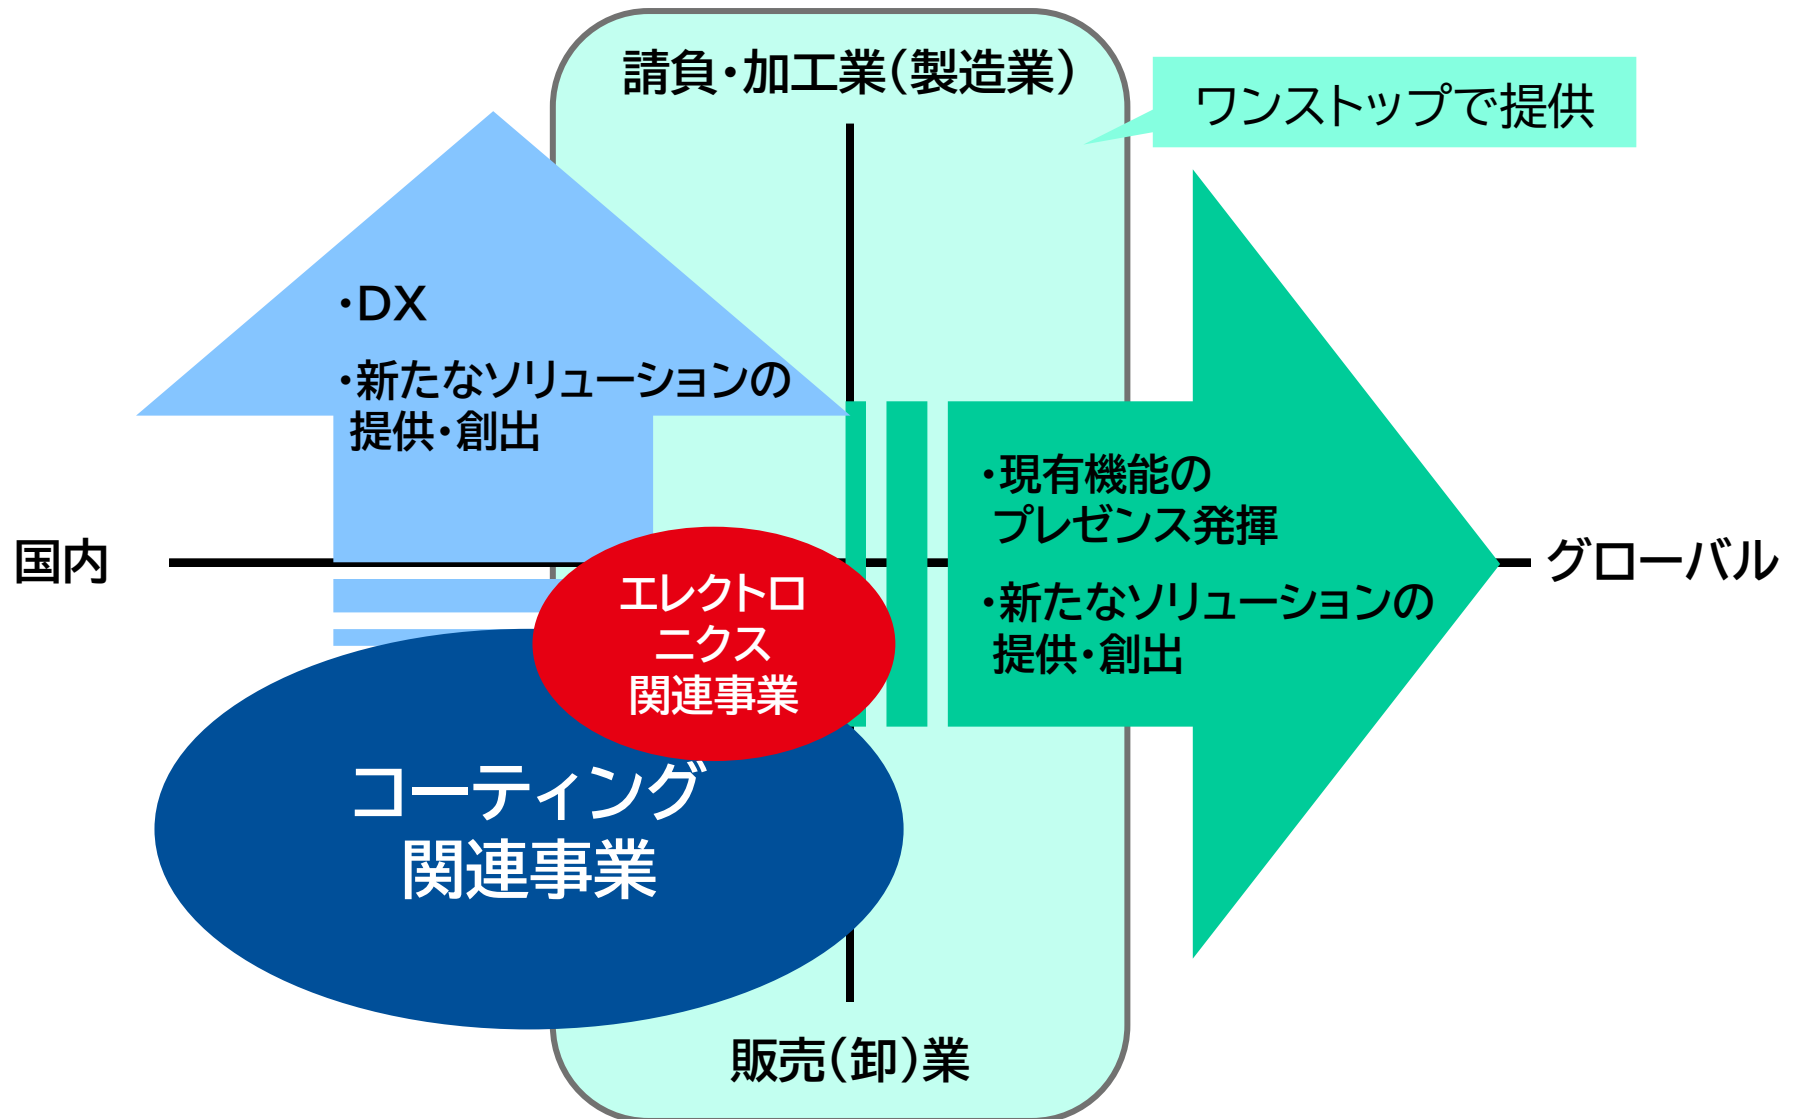 請負・加工業(製造業)
ワンストップで提供
・DX
・新たなソリューションの
提供・創出
・現有機能の
プレゼンス発揮
・新たなソリューションの
提供・創出
国内
グローバル
エレクトロ
ニクス
関連事業
コーティング
関連事業
販売(卸)業